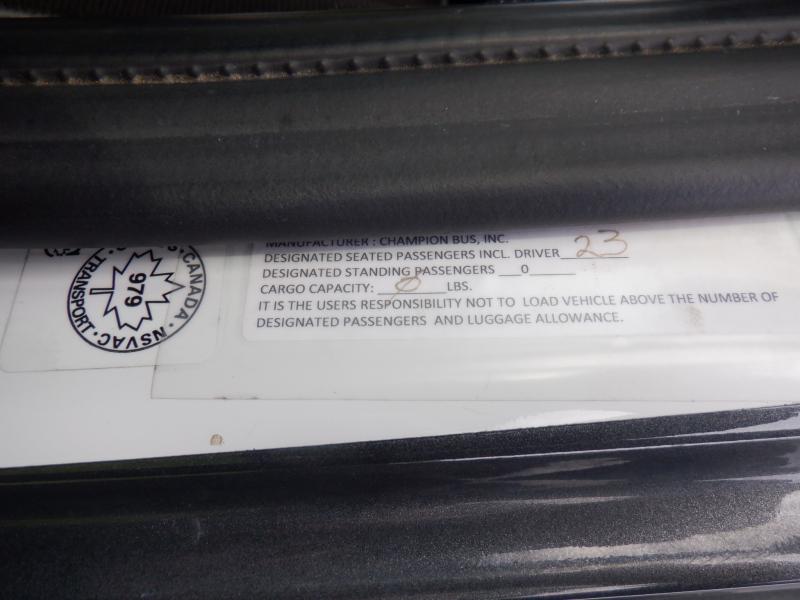 MANUFACTURER : CHAMPION BUS, INC.
DESIGNATED SEATED PASSENGERS INCL. DRIVER 23
DESIGNATED STANDING PASSENGERS ___0______
CARGO CAPACITY: 0 LBS.
IT IS THE USERS RESPONSIBILITY NOT TO LOAD VEHICLE ABOVE THE NUMBER OF
DESIGNATED PASSENGERS AND LUGGAGE ALLOWANCE.
CANADA · NSVAC · TRANSPORT ·
979